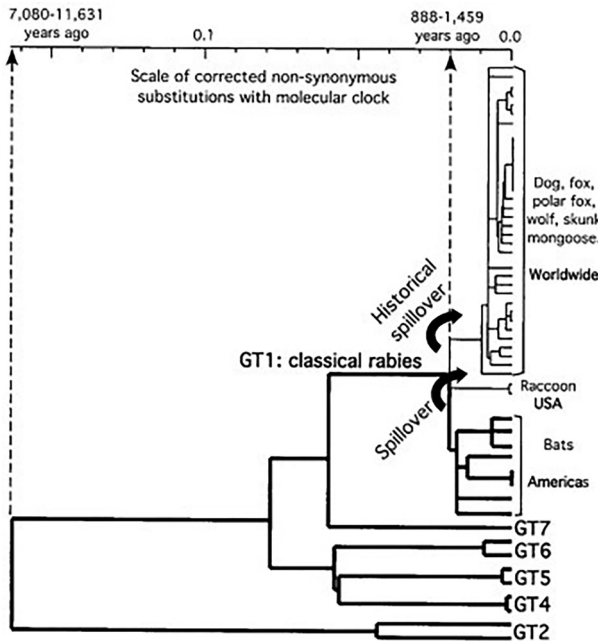 7,080-11,631
years ago
0.1
888-1,459
years ago
0.0
Scale of corrected non-synonymous
substitutions with molecular clock
Dog, fox,
polar fox,
wolf, skunk
mongoose.
Worldwide
Historical
spillover
GT1: classical rabies
Spillover
Raccoon
USA
Bats
Americas
GT7
GT6
GT5
GT4
GT2